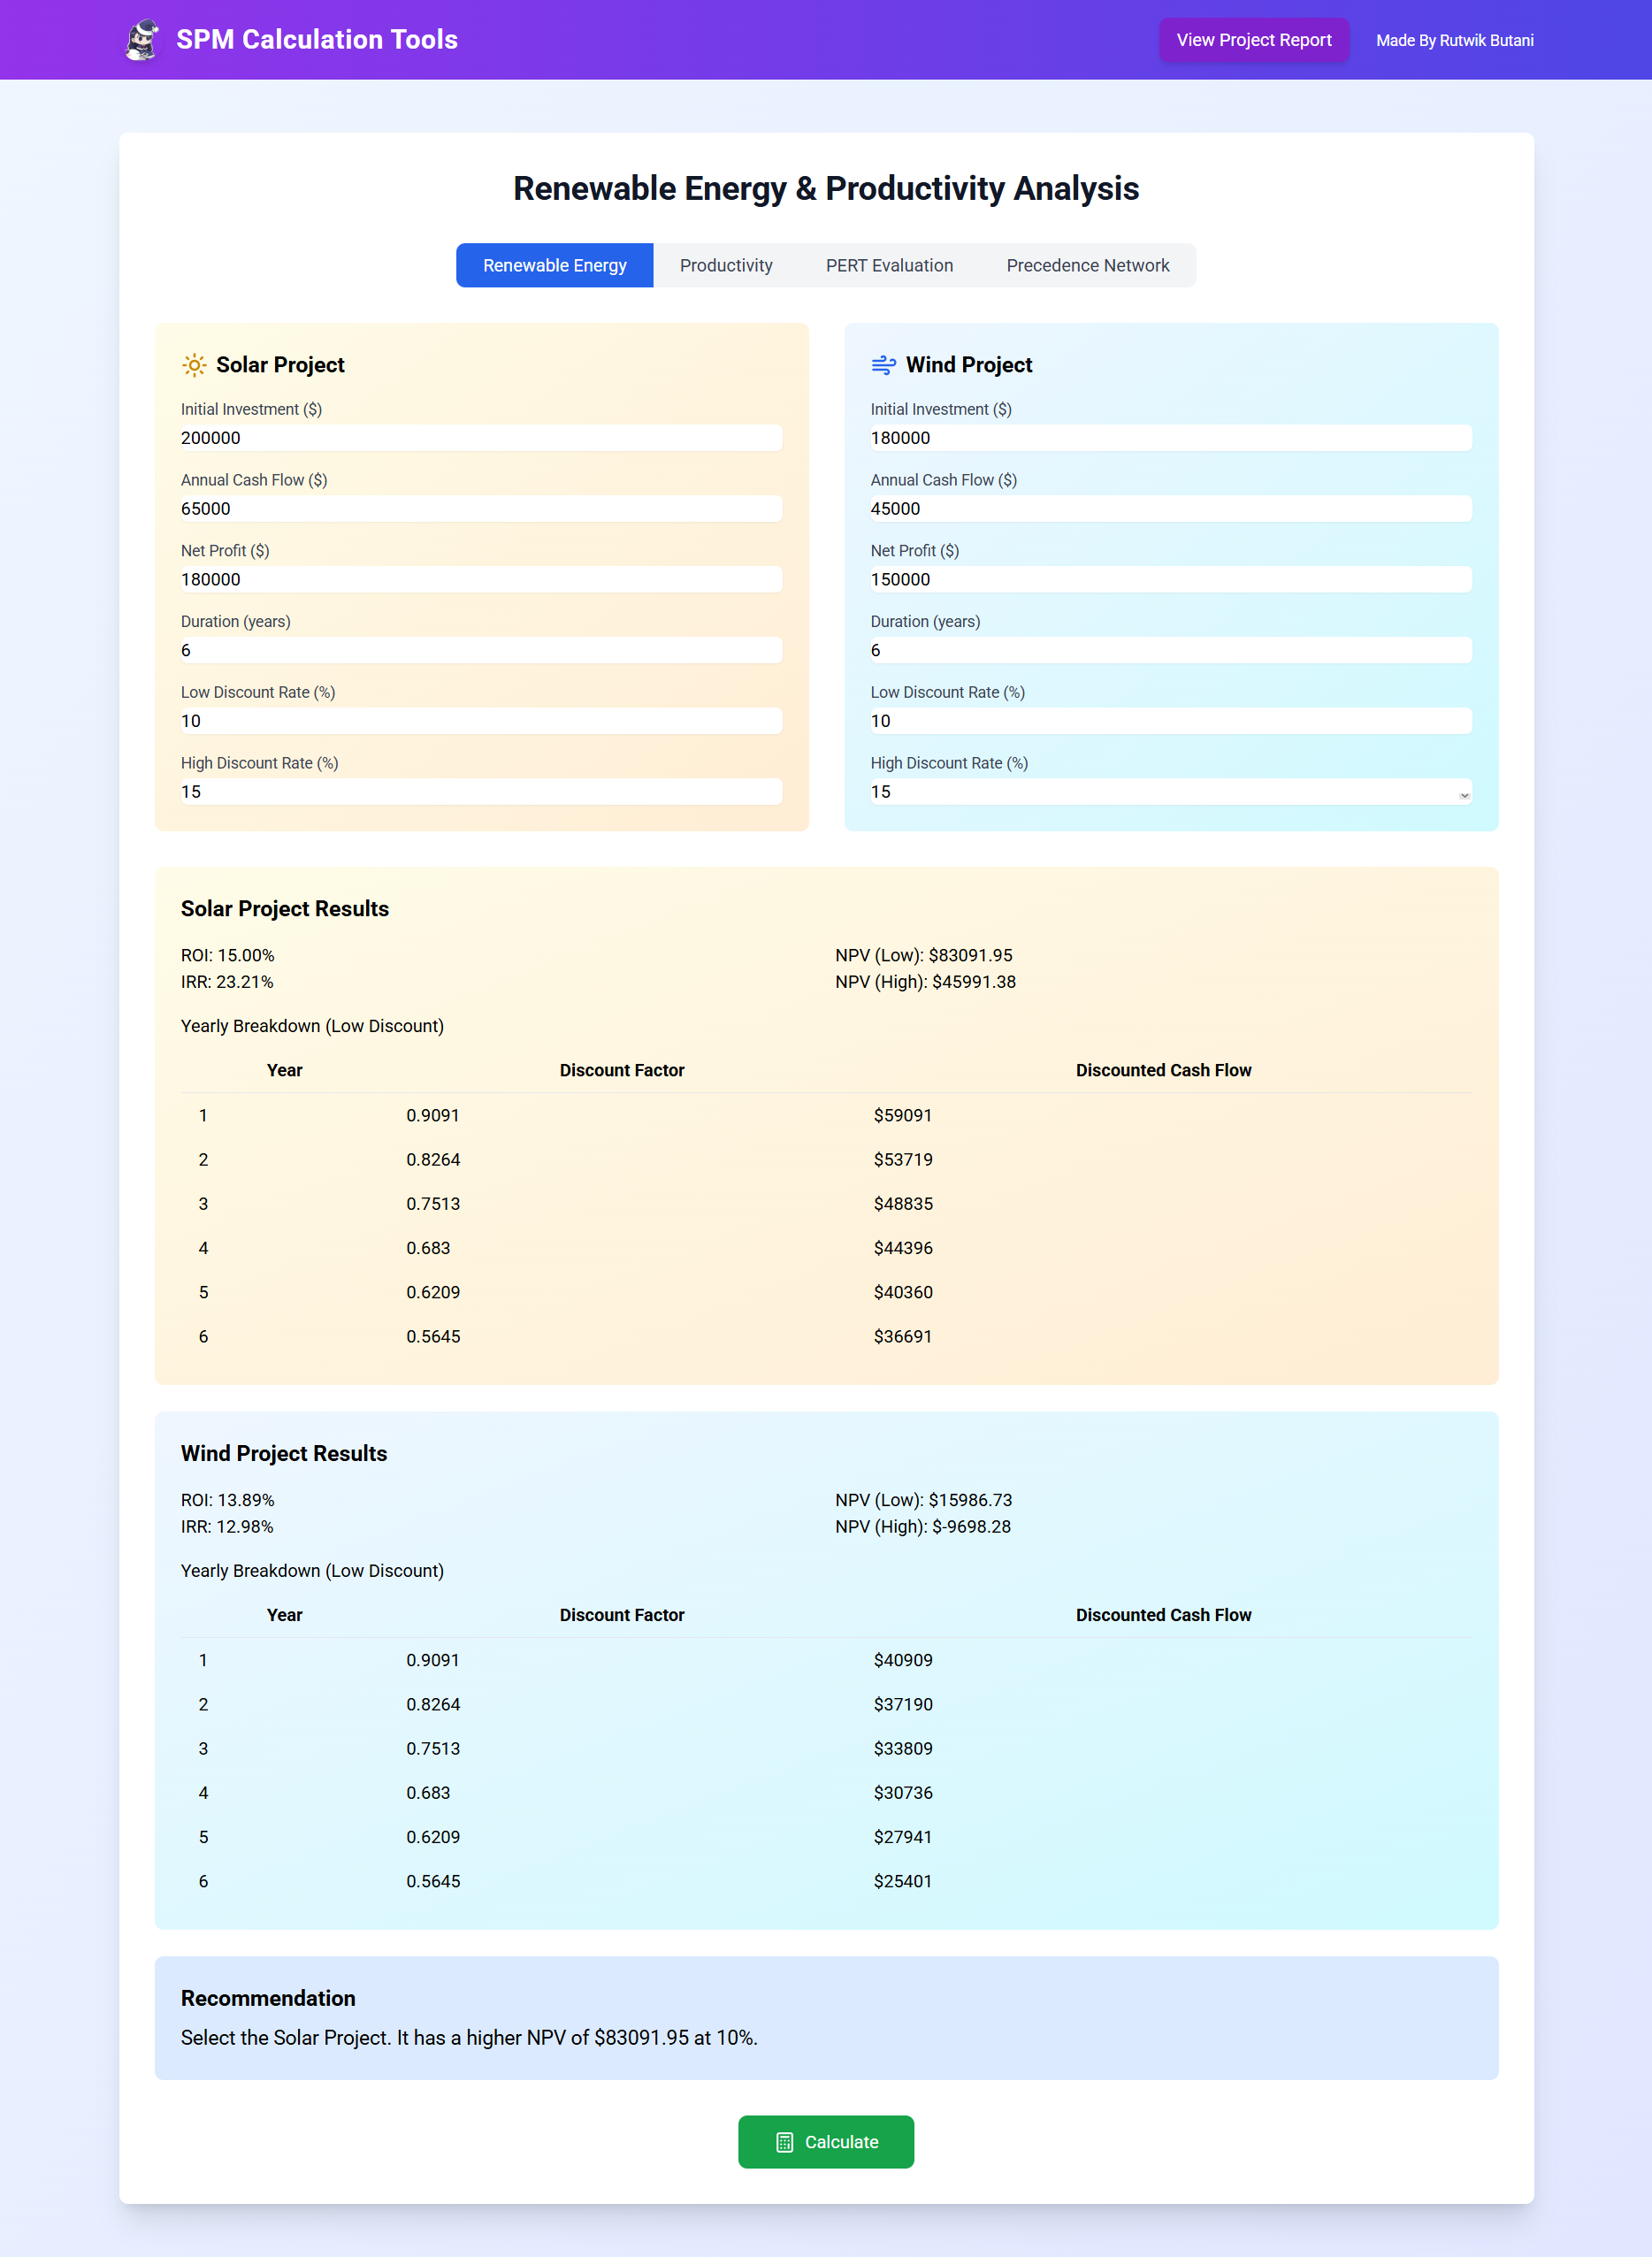 SPM Calculation Tools
View Project Report
Made By Rutwik Butani
Renewable Energy & Productivity Analysis
Renewable Energy Productivity PERT Evaluation Precedence Network
Solar Project
Initial Investment ($)
200000
Annual Cash Flow ($)
65000
Net Profit ($)
180000
Duration (years)
6
Low Discount Rate (%)
10
High Discount Rate (%)
15
Wind Project
Initial Investment ($)
180000
Annual Cash Flow ($)
45000
Net Profit ($)
150000
Duration (years)
6
Low Discount Rate (%)
10
High Discount Rate (%)
15
Solar Project Results
ROI: 15.00% NPV (Low): $83091.95
IRR: 23.21% NPV (High): $45991.38
Yearly Breakdown (Low Discount)
Year Discount Factor Discounted Cash Flow
1 0.9091 $59091
2 0.8264 $53719
3 0.7513 $48835
4 0.683 $44396
5 0.6209 $40360
6 0.5645 $36691
Wind Project Results
ROI: 13.89% NPV (Low): $15986.73
IRR: 12.98% NPV (High): $-9698.28
Yearly Breakdown (Low Discount)
Year Discount Factor Discounted Cash Flow
1 0.9091 $40909
2 0.8264 $37190
3 0.7513 $33809
4 0.683 $30736
5 0.6209 $27941
6 0.5645 $25401
Recommendation
Select the Solar Project. It has a higher NPV of $83091.95 at 10%.
Calculate